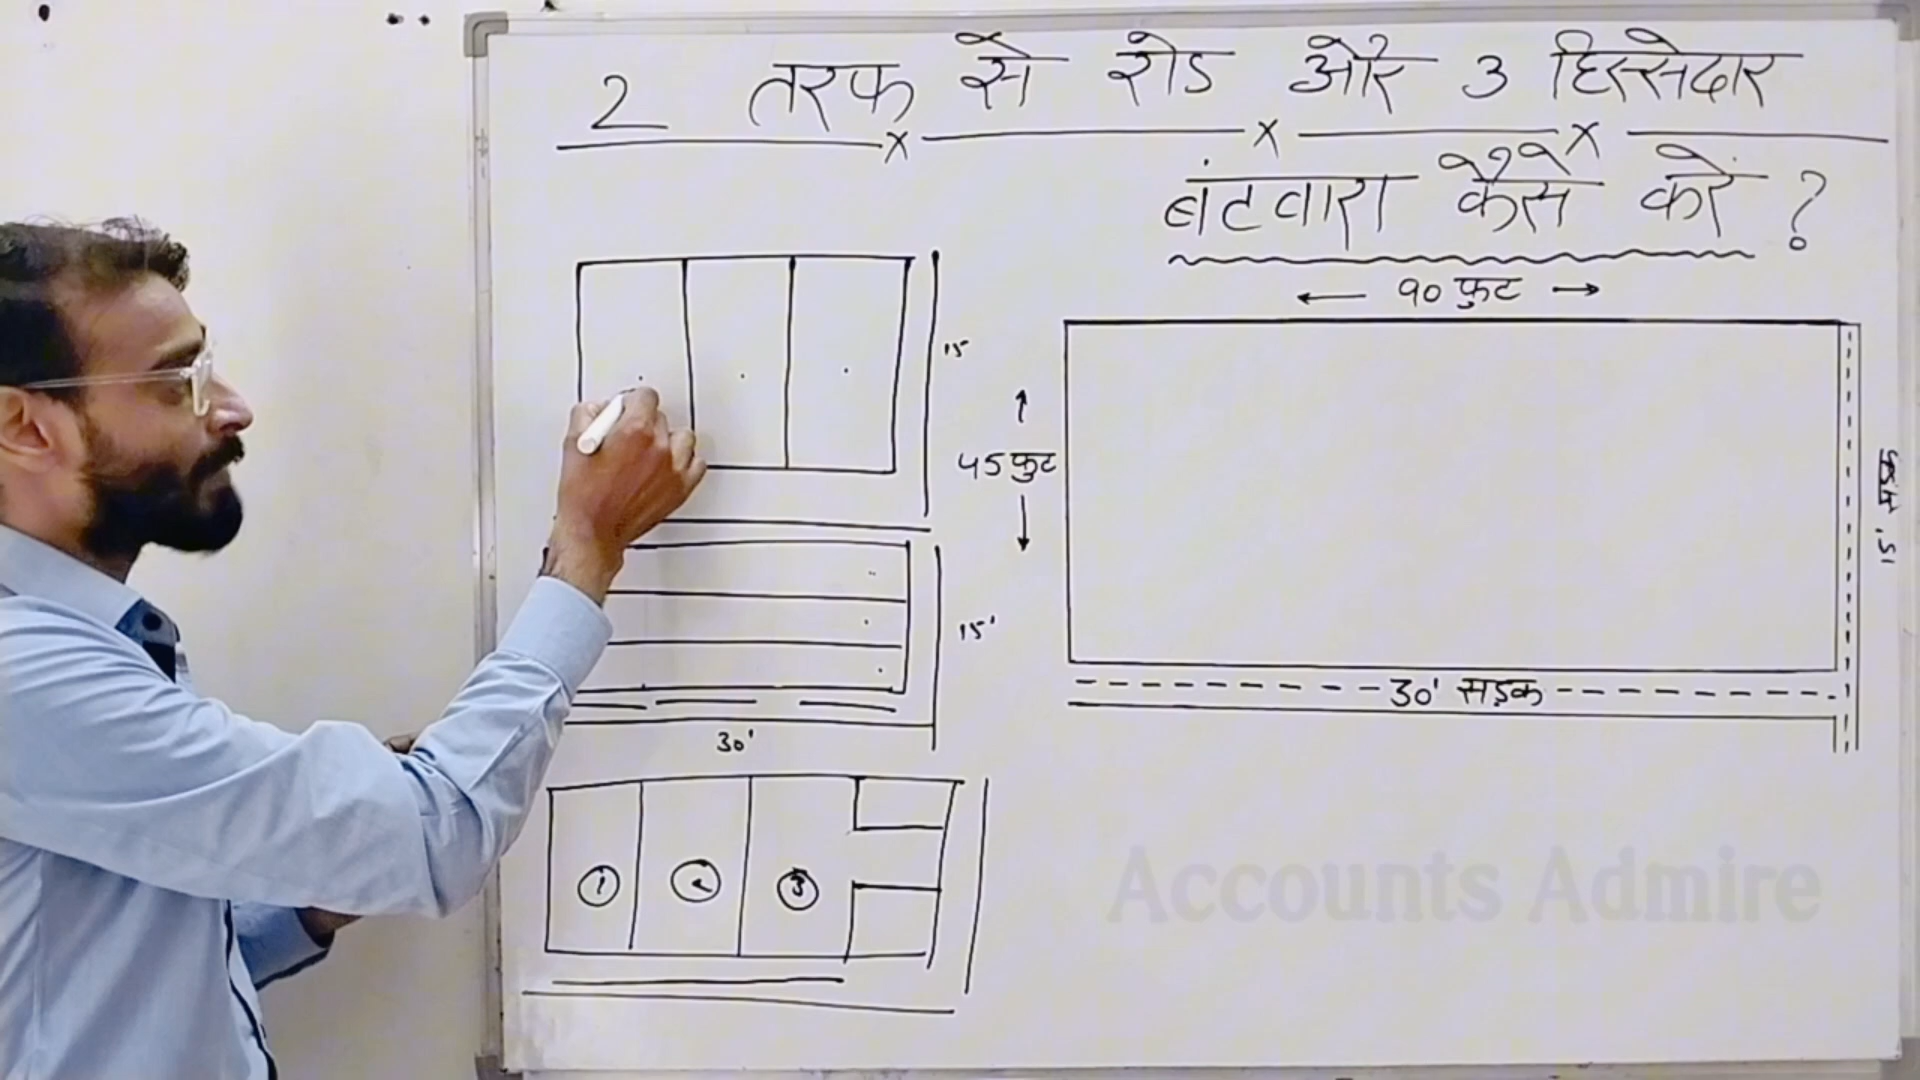 2 तरफ से रोड और 3 हिस्सेदार
बंटवारा कैसे करें ?
90 फुट
45 फुट
15' सड़क
30' सड़क
15
15'
30'
1 2 3
Accounts Admire